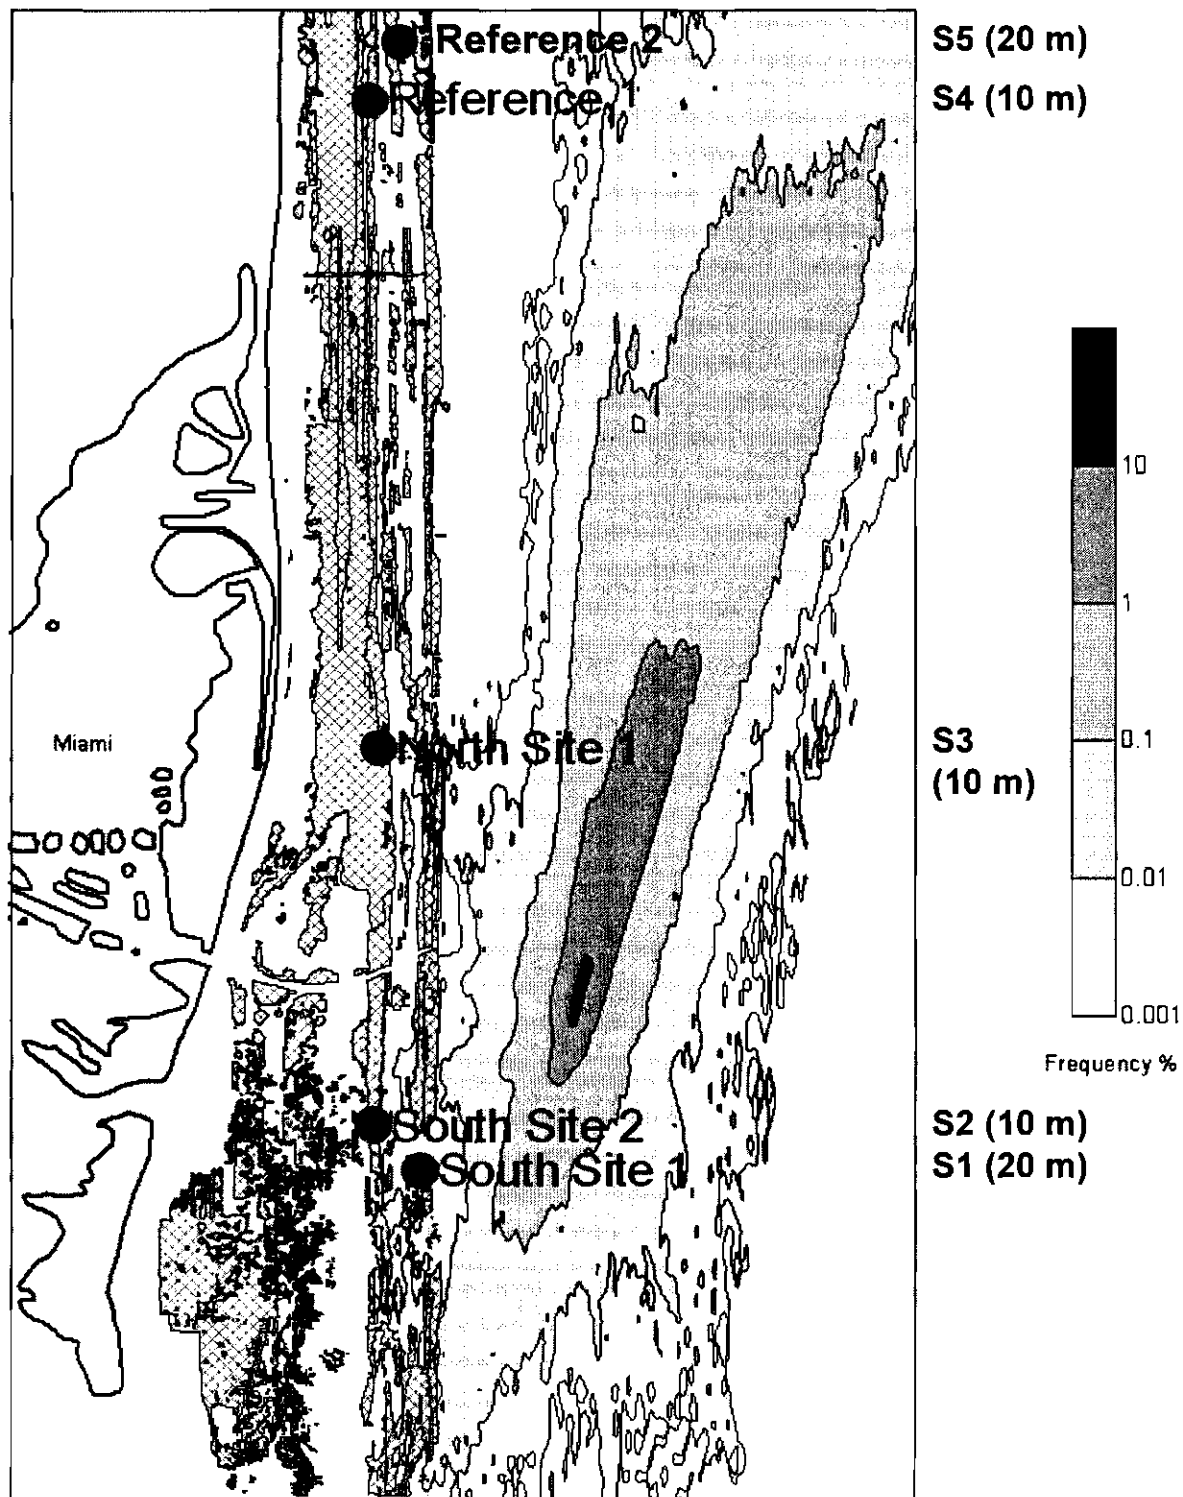 Reference 2 S5 (20 m)
Reference 1 S4 (10 m)
10
1
Miami
North Site 1
S3
(10 m)
0.1
0.01
0.001
Frequency %
South Site 2 S2 (10 m)
South Site 1 S1 (20 m)